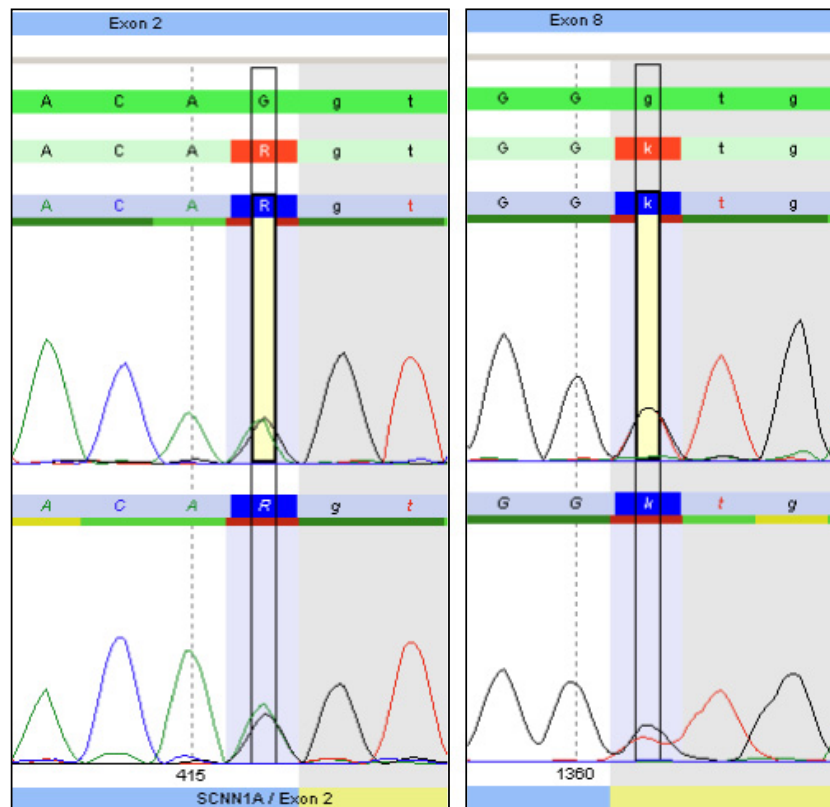 Exon 2
A C A G g t
A C A R g t
A C A R g t
A C A R g t
415
SCNN1A / Exon 2
Exon 8
G G g t g
G G k t g
G G k t g
G G k t g
1360